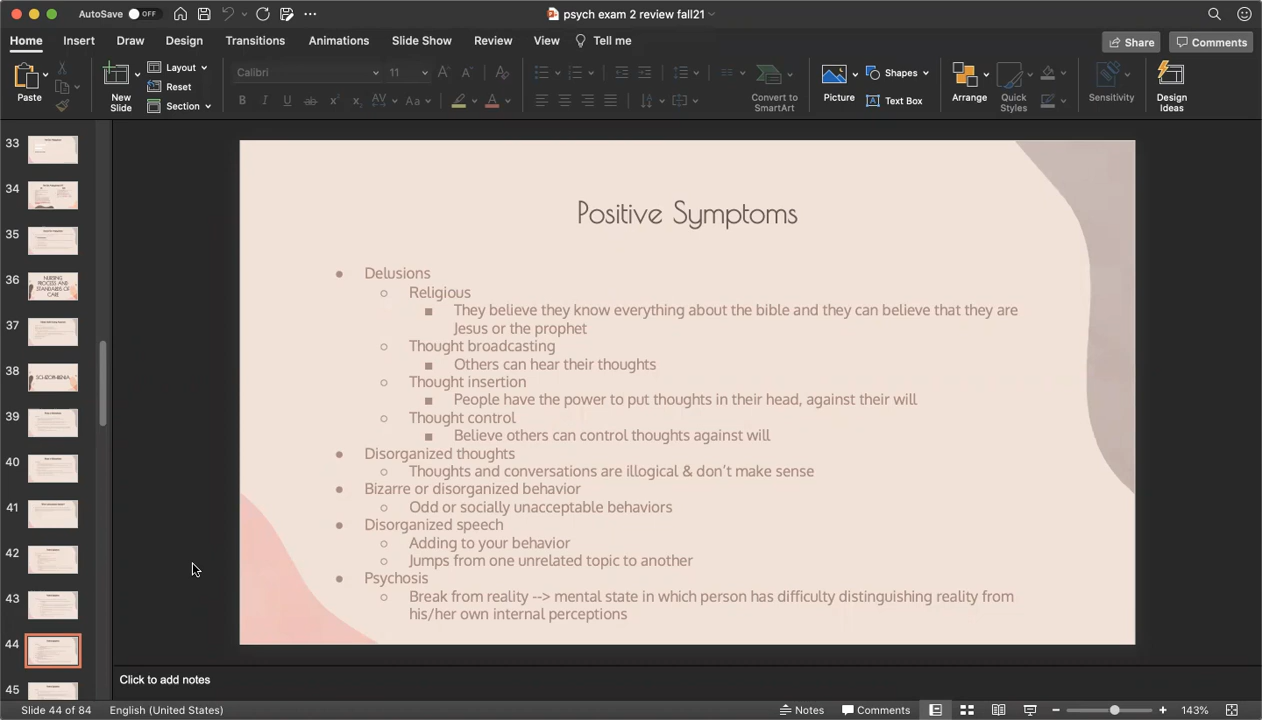 AutoSave OFF
psych exam 2 review fall21
Home Insert Draw Design Transitions Animations Slide Show Review View Tell me Share Comments
Paste
New Slide
Layout
Reset
Section
Calibri 11
Convert to SmartArt
Picture
Shapes
Text Box
Arrange
Quick Styles
Sensitivity
Design Ideas
33
34
35
36
NURSING PROCESS AND STANDARDS OF CARE
37
38
39
40
41
42
43
44
45
Positive Symptoms
Delusions
Religious
They believe they know everything about the bible and they can believe that they are
Jesus or the prophet
Thought broadcasting
Others can hear their thoughts
Thought insertion
People have the power to put thoughts in their head, against their will
Thought control
Believe others can control thoughts against will
Disorganized thoughts
Thoughts and conversations are illogical & don't make sense
Bizarre or disorganized behavior
Odd or socially unacceptable behaviors
Disorganized speech
Adding to your behavior
Jumps from one unrelated topic to another
Psychosis
Break from reality --> mental state in which person has difficulty distinguishing reality from
his/her own internal perceptions
Click to add notes
Slide 44 of 84 English (United States) Notes Comments 143%